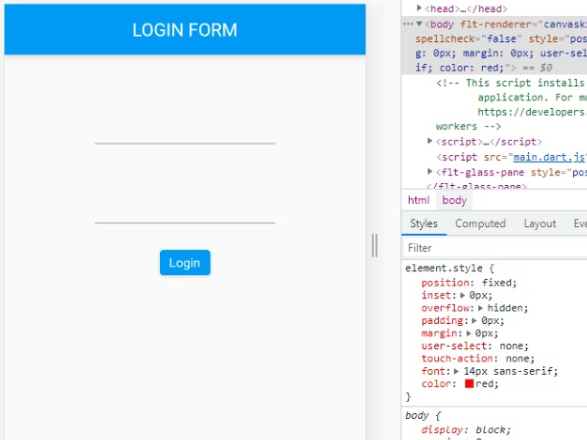 LOGIN FORM
Login
<head>…</head>
<body flt-renderer="canvask
spellcheck="false" style="pos
g: 0px; margin: 0px; user-sel
if; color: red;"> == $0
<!-- This script installs
application. For mo
https://developers
workers -->
<script>…</script>
<script src="main.dart.js"
<flt-glass-pane style="pos
</flt-glass-pane>
html body
Styles Computed Layout Eve
Filter
element.style {
position: fixed;
inset: 0px;
overflow: hidden;
padding: 0px;
margin: 0px;
user-select: none;
touch-action: none;
font: 14px sans-serif;
color: red;
}
body {
display: block;